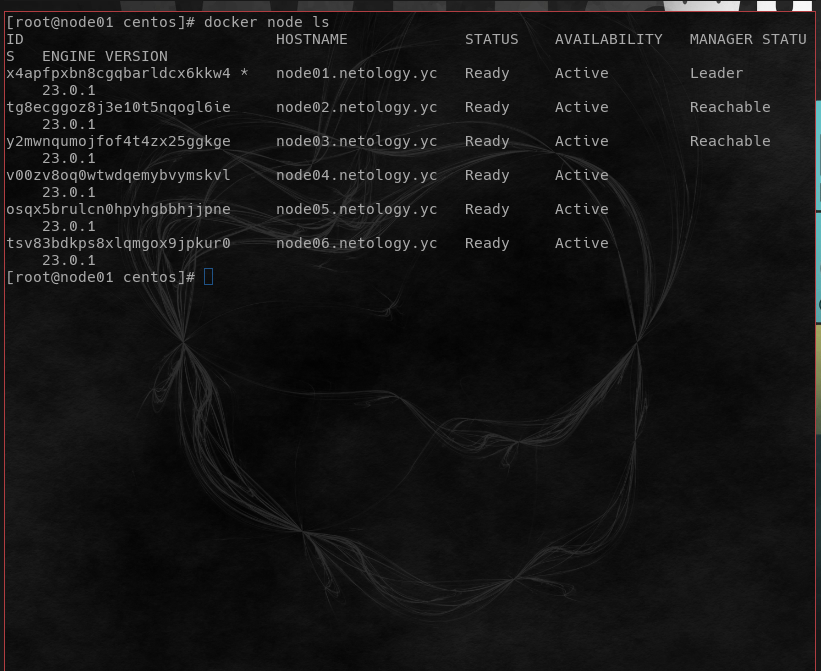 [root@node01 centos]# docker node ls
ID                            HOSTNAME             STATUS    AVAILABILITY   MANAGER STATU
S   ENGINE VERSION
x4apfpxbn8cgqbarldcx6kkw4 *   node01.netology.yc   Ready     Active         Leader
    23.0.1
tg8ecggoz8j3e10t5nqogl6ie     node02.netology.yc   Ready     Active         Reachable
    23.0.1
y2mwnqumojfof4t4zx25ggkge     node03.netology.yc   Ready     Active         Reachable
    23.0.1
v00zv8oq0wtwdqemybvymskvl     node04.netology.yc   Ready     Active
    23.0.1
osqx5brulcn0hpyhgbbhjjpne     node05.netology.yc   Ready     Active
    23.0.1
tsv83bdkps8xlqmgox9jpkur0     node06.netology.yc   Ready     Active
    23.0.1
[root@node01 centos]#